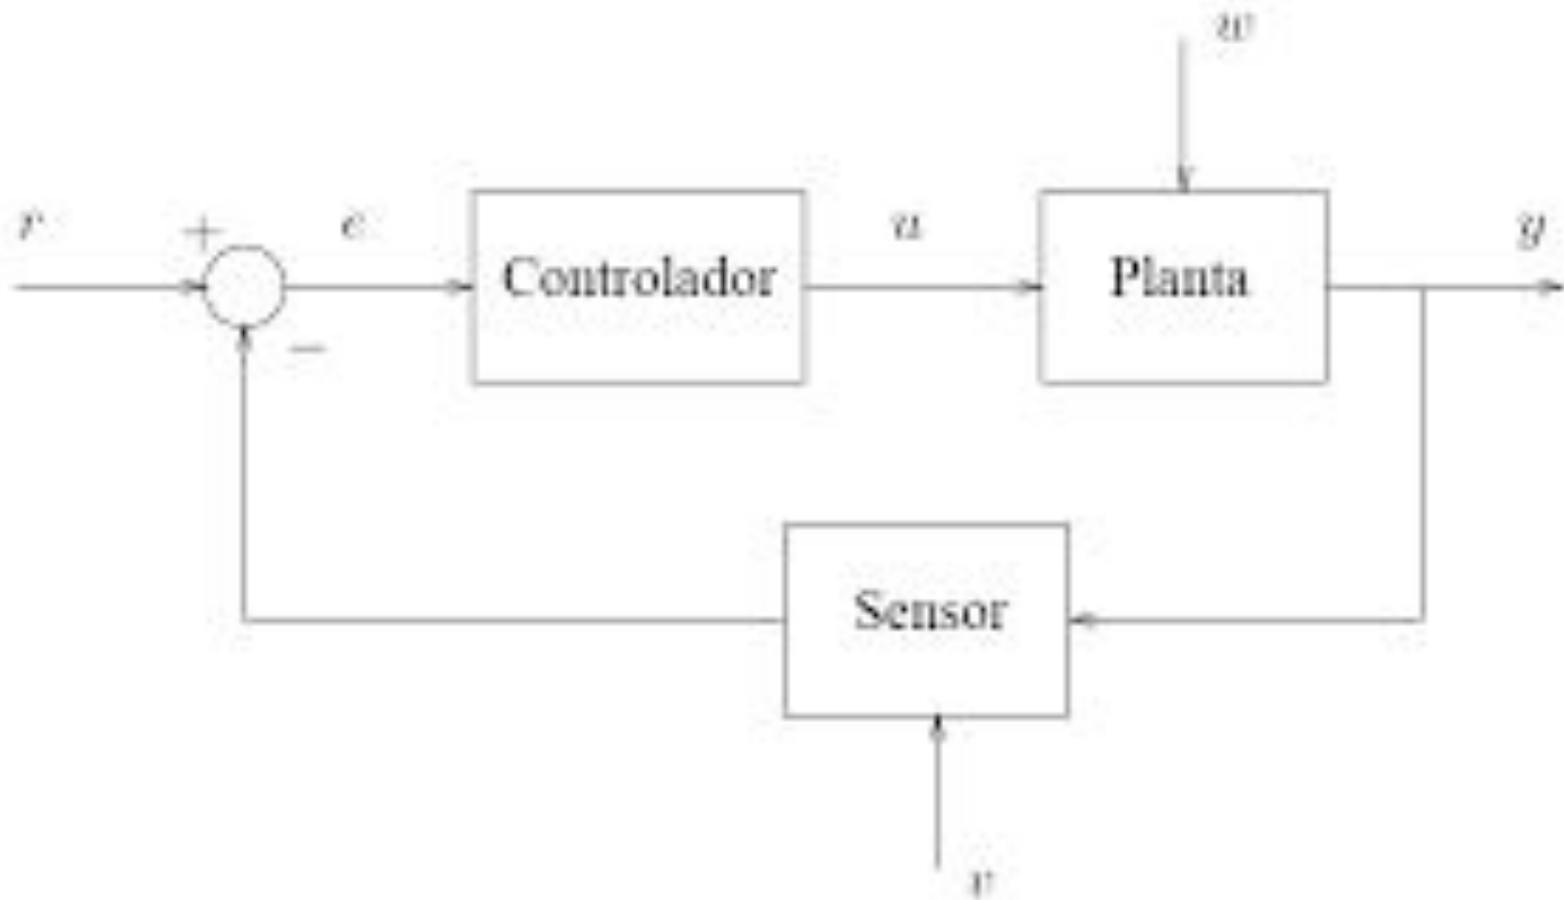 w
r
+
e
Controlador
u
Planta
y
−
Sensor
v